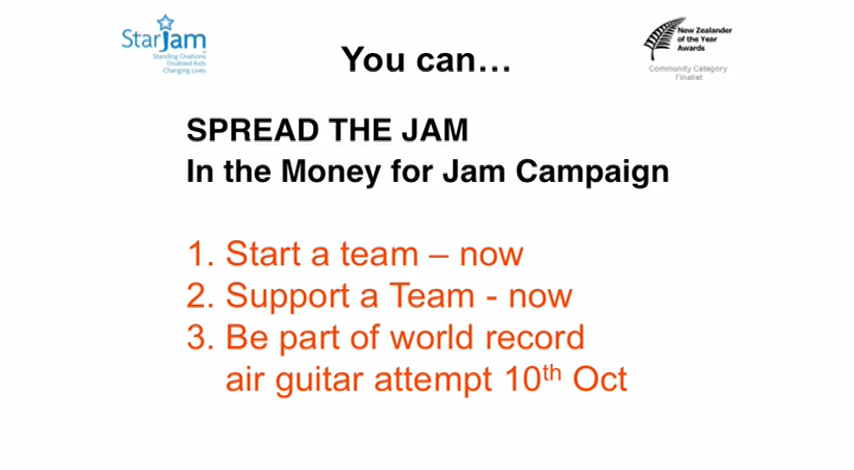 StarJam
Standing Ovations
Disabled Kids
Changing Lives
New Zealander
of the Year
Awards
Community Category
Finalist
You can…
SPREAD THE JAM
In the Money for Jam Campaign
1. Start a team – now
2. Support a Team - now
3. Be part of world record
air guitar attempt 10th Oct